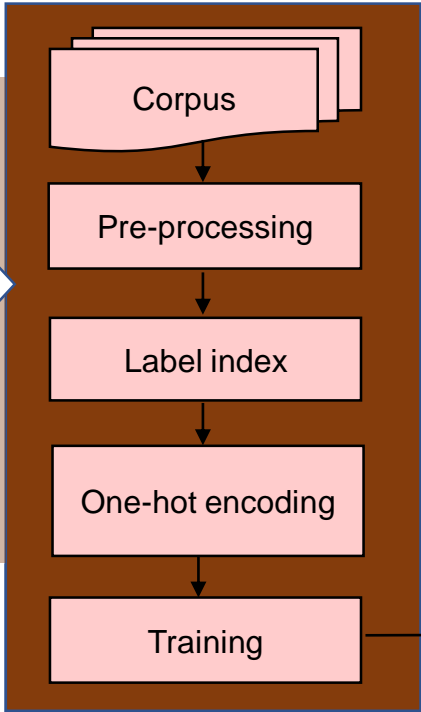 Corpus
Pre-processing
Label index
One-hot encoding
Training